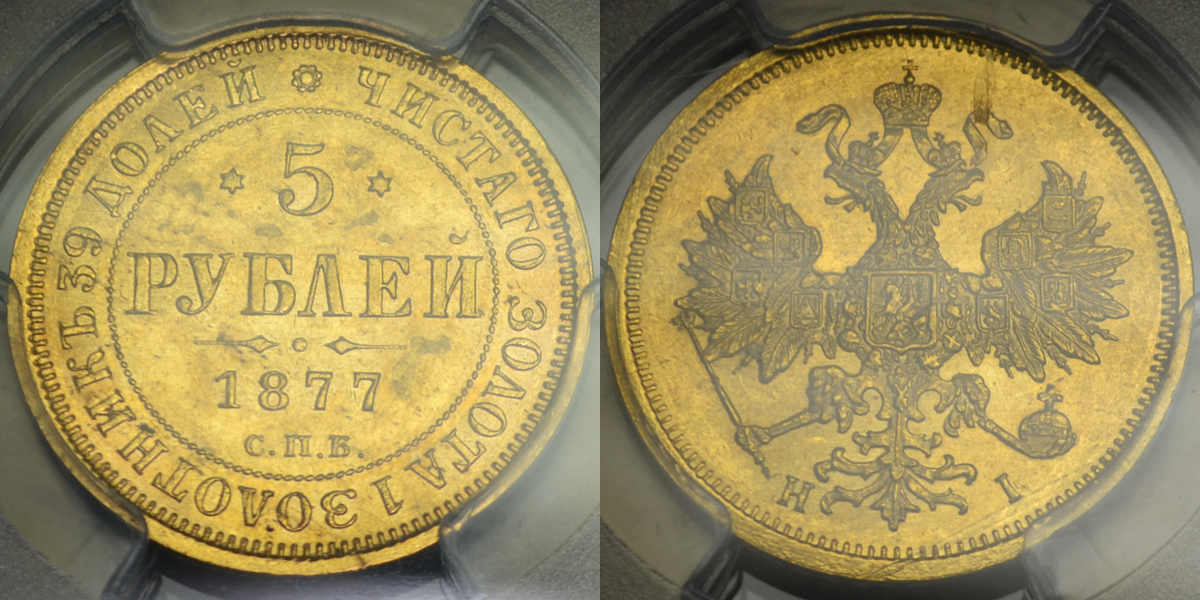 ЧИСТАГО ЗОЛОТА 1 ЗОЛОТНИКЪ 39 ДОЛЕЙ
5
РУБЛЕЙ
1877
С.П.Б.
Н I